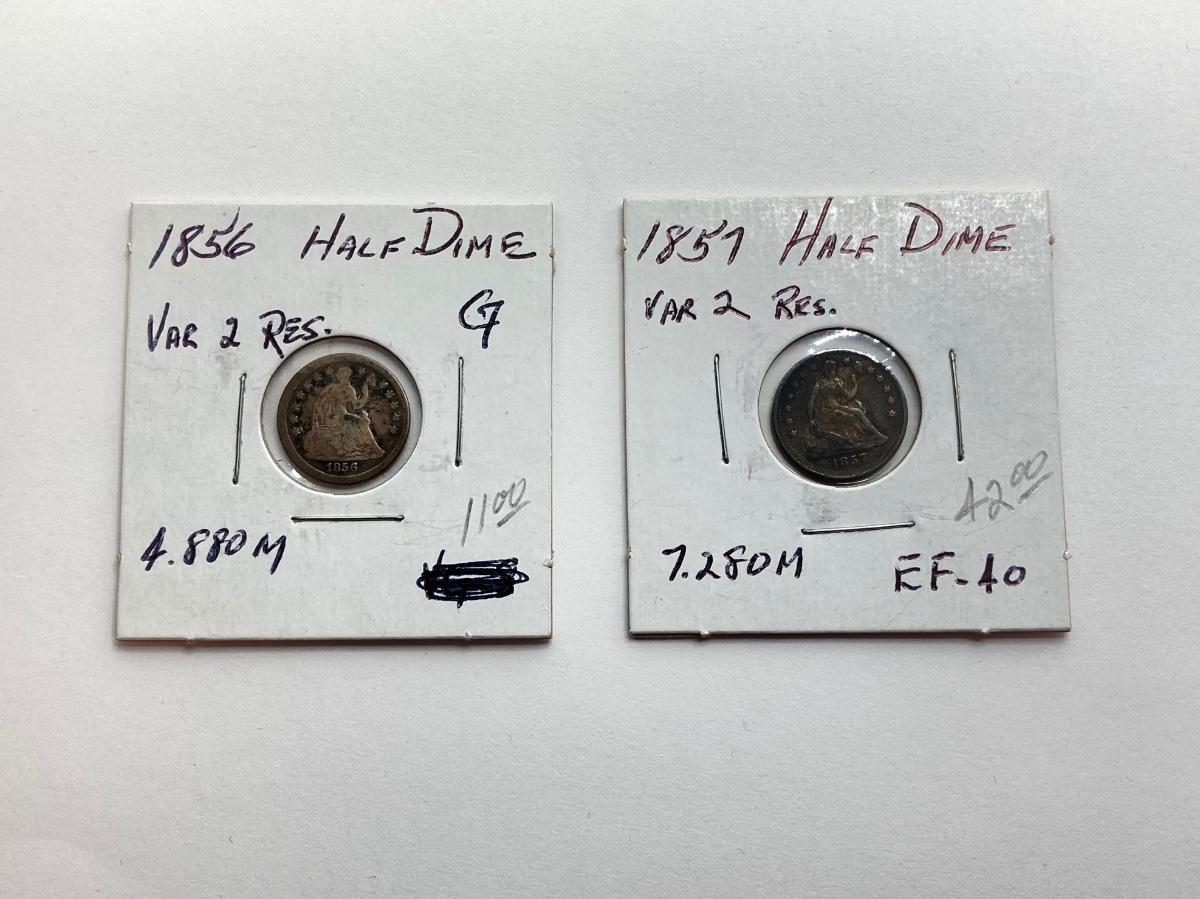 1856 HALF DIME
VAR 2 RES. G
1856
11.00
4.880M
1857 HALF DIME
VAR 2 RES.
1857
42.00
7.280M EF-40